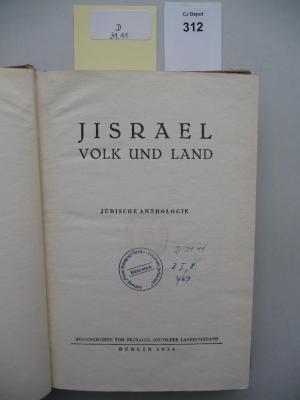 D
31.11
CJ Depot
312
JISRAEL
VOLK UND LAND
JÜDISCHE ANTHOLOGIE
D 31 11
Bibliothek
HERAUSGEGEBEN VOM HECHALUZ, DEUTSCHER LANDESVERBAND
BERLIN 1934